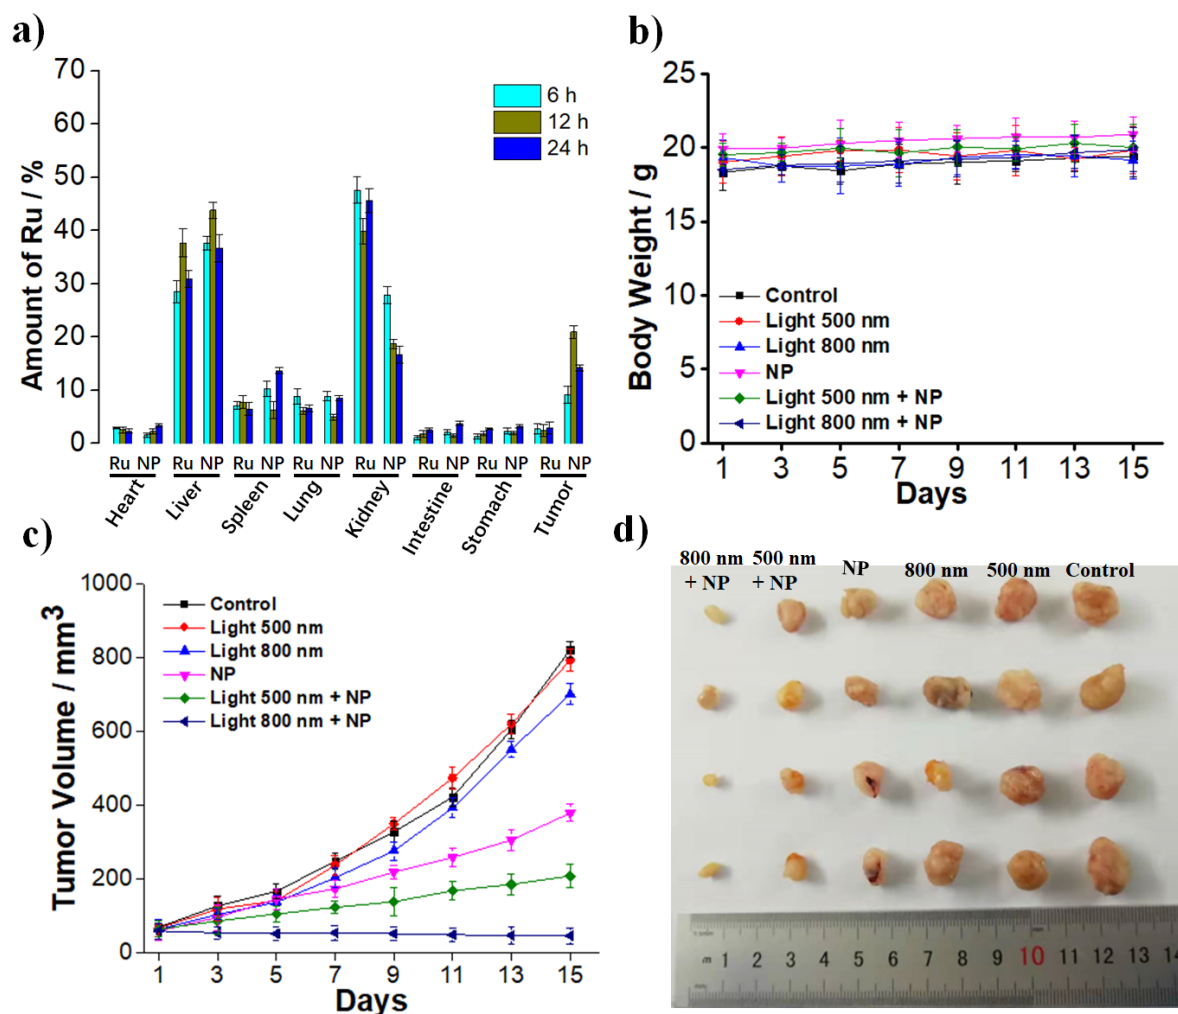 a)
Amount of Ru / %
70
60
50
40
30
20
10
0
6 h
12 h
24 h
Ru NP Ru NP Ru NP Ru NP Ru NP Ru NP Ru NP Ru NP
Heart Liver Spleen Lung Kidney Intestine Stomach Tumor
b)
Body Weight / g
25
20
15
10
5
0
Control
Light 500 nm
Light 800 nm
NP
Light 500 nm + NP
Light 800 nm + NP
1 3 5 7 9 11 13 15
Days
c)
Tumor Volume / mm³
1000
800
600
400
200
0
Control
Light 500 nm
Light 800 nm
NP
Light 500 nm + NP
Light 800 nm + NP
1 3 5 7 9 11 13 15
Days
d)
800 nm 500 nm NP 800 nm 500 nm Control
+ NP + NP
1 2 3 4 5 6 7 8 9 10 11 12 13 14